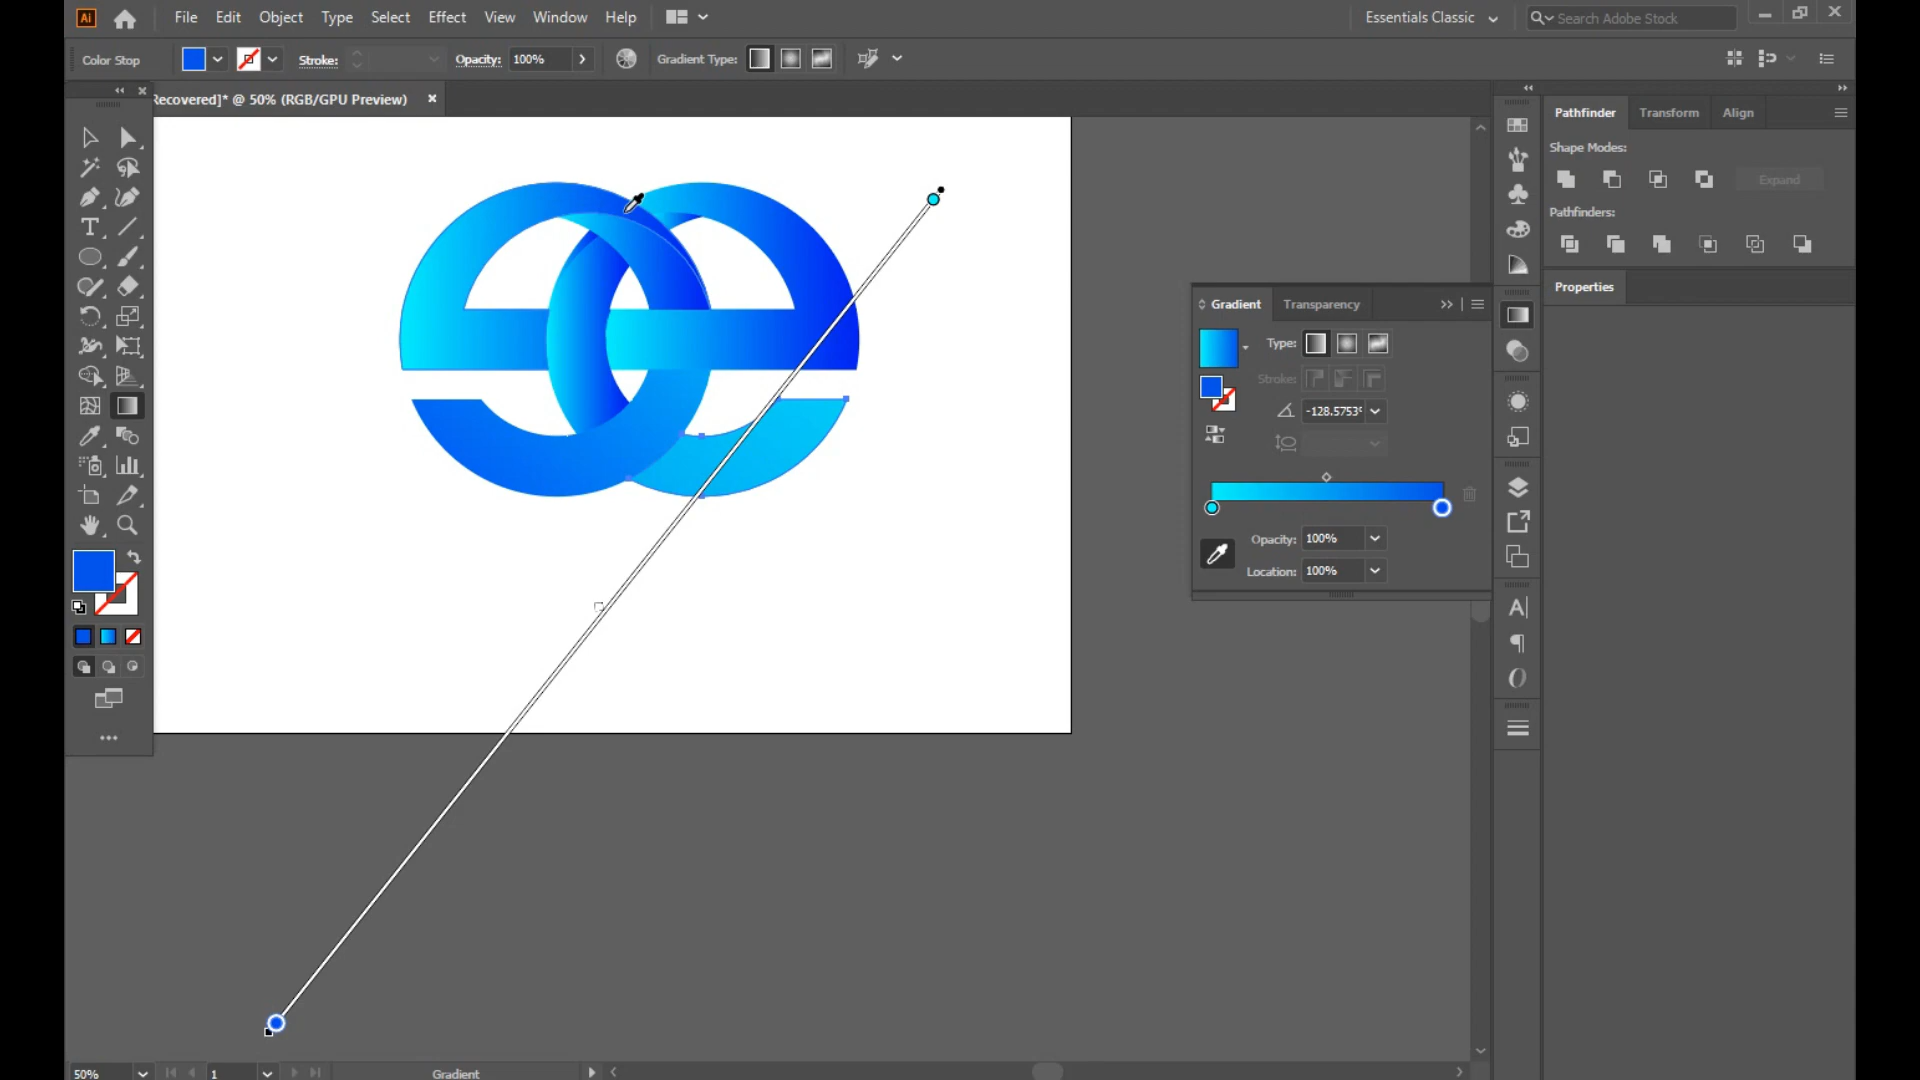 Ai File Edit Object Type Select Effect View Window Help Essentials Classic Search Adobe Stock
Color Stop Stroke: Opacity: 100% Gradient Type:
Recovered]* @ 50% (RGB/GPU Preview)
Pathfinder Transform Align
Shape Modes:
Expand
Pathfinders:
Properties
Gradient Transparency
Type:
Stroke:
-128.5753°
Opacity: 100%
Location: 100%
50% 1 Gradient